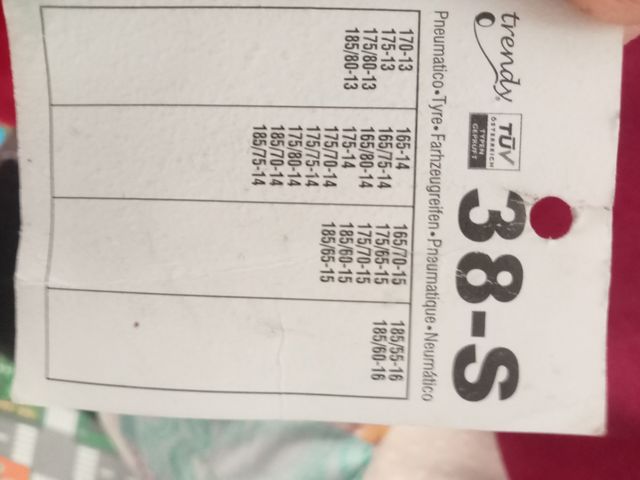 trendy®
TÜV
ÖSTERREICH
TYPEN
GEPRÜFT
38-S
Pneumatico•Tyre•Farhzeugreifen•Pneumatique•Neumático
170-13
175-13
175/80-13
185/80-13
165-14
165/75-14
165/80-14
175-14
175/70-14
175/75-14
175/80-14
185/70-14
185/75-14
165/70-15
175/65-15
175/70-15
185/60-15
185/65-15
185/55-16
185/60-16